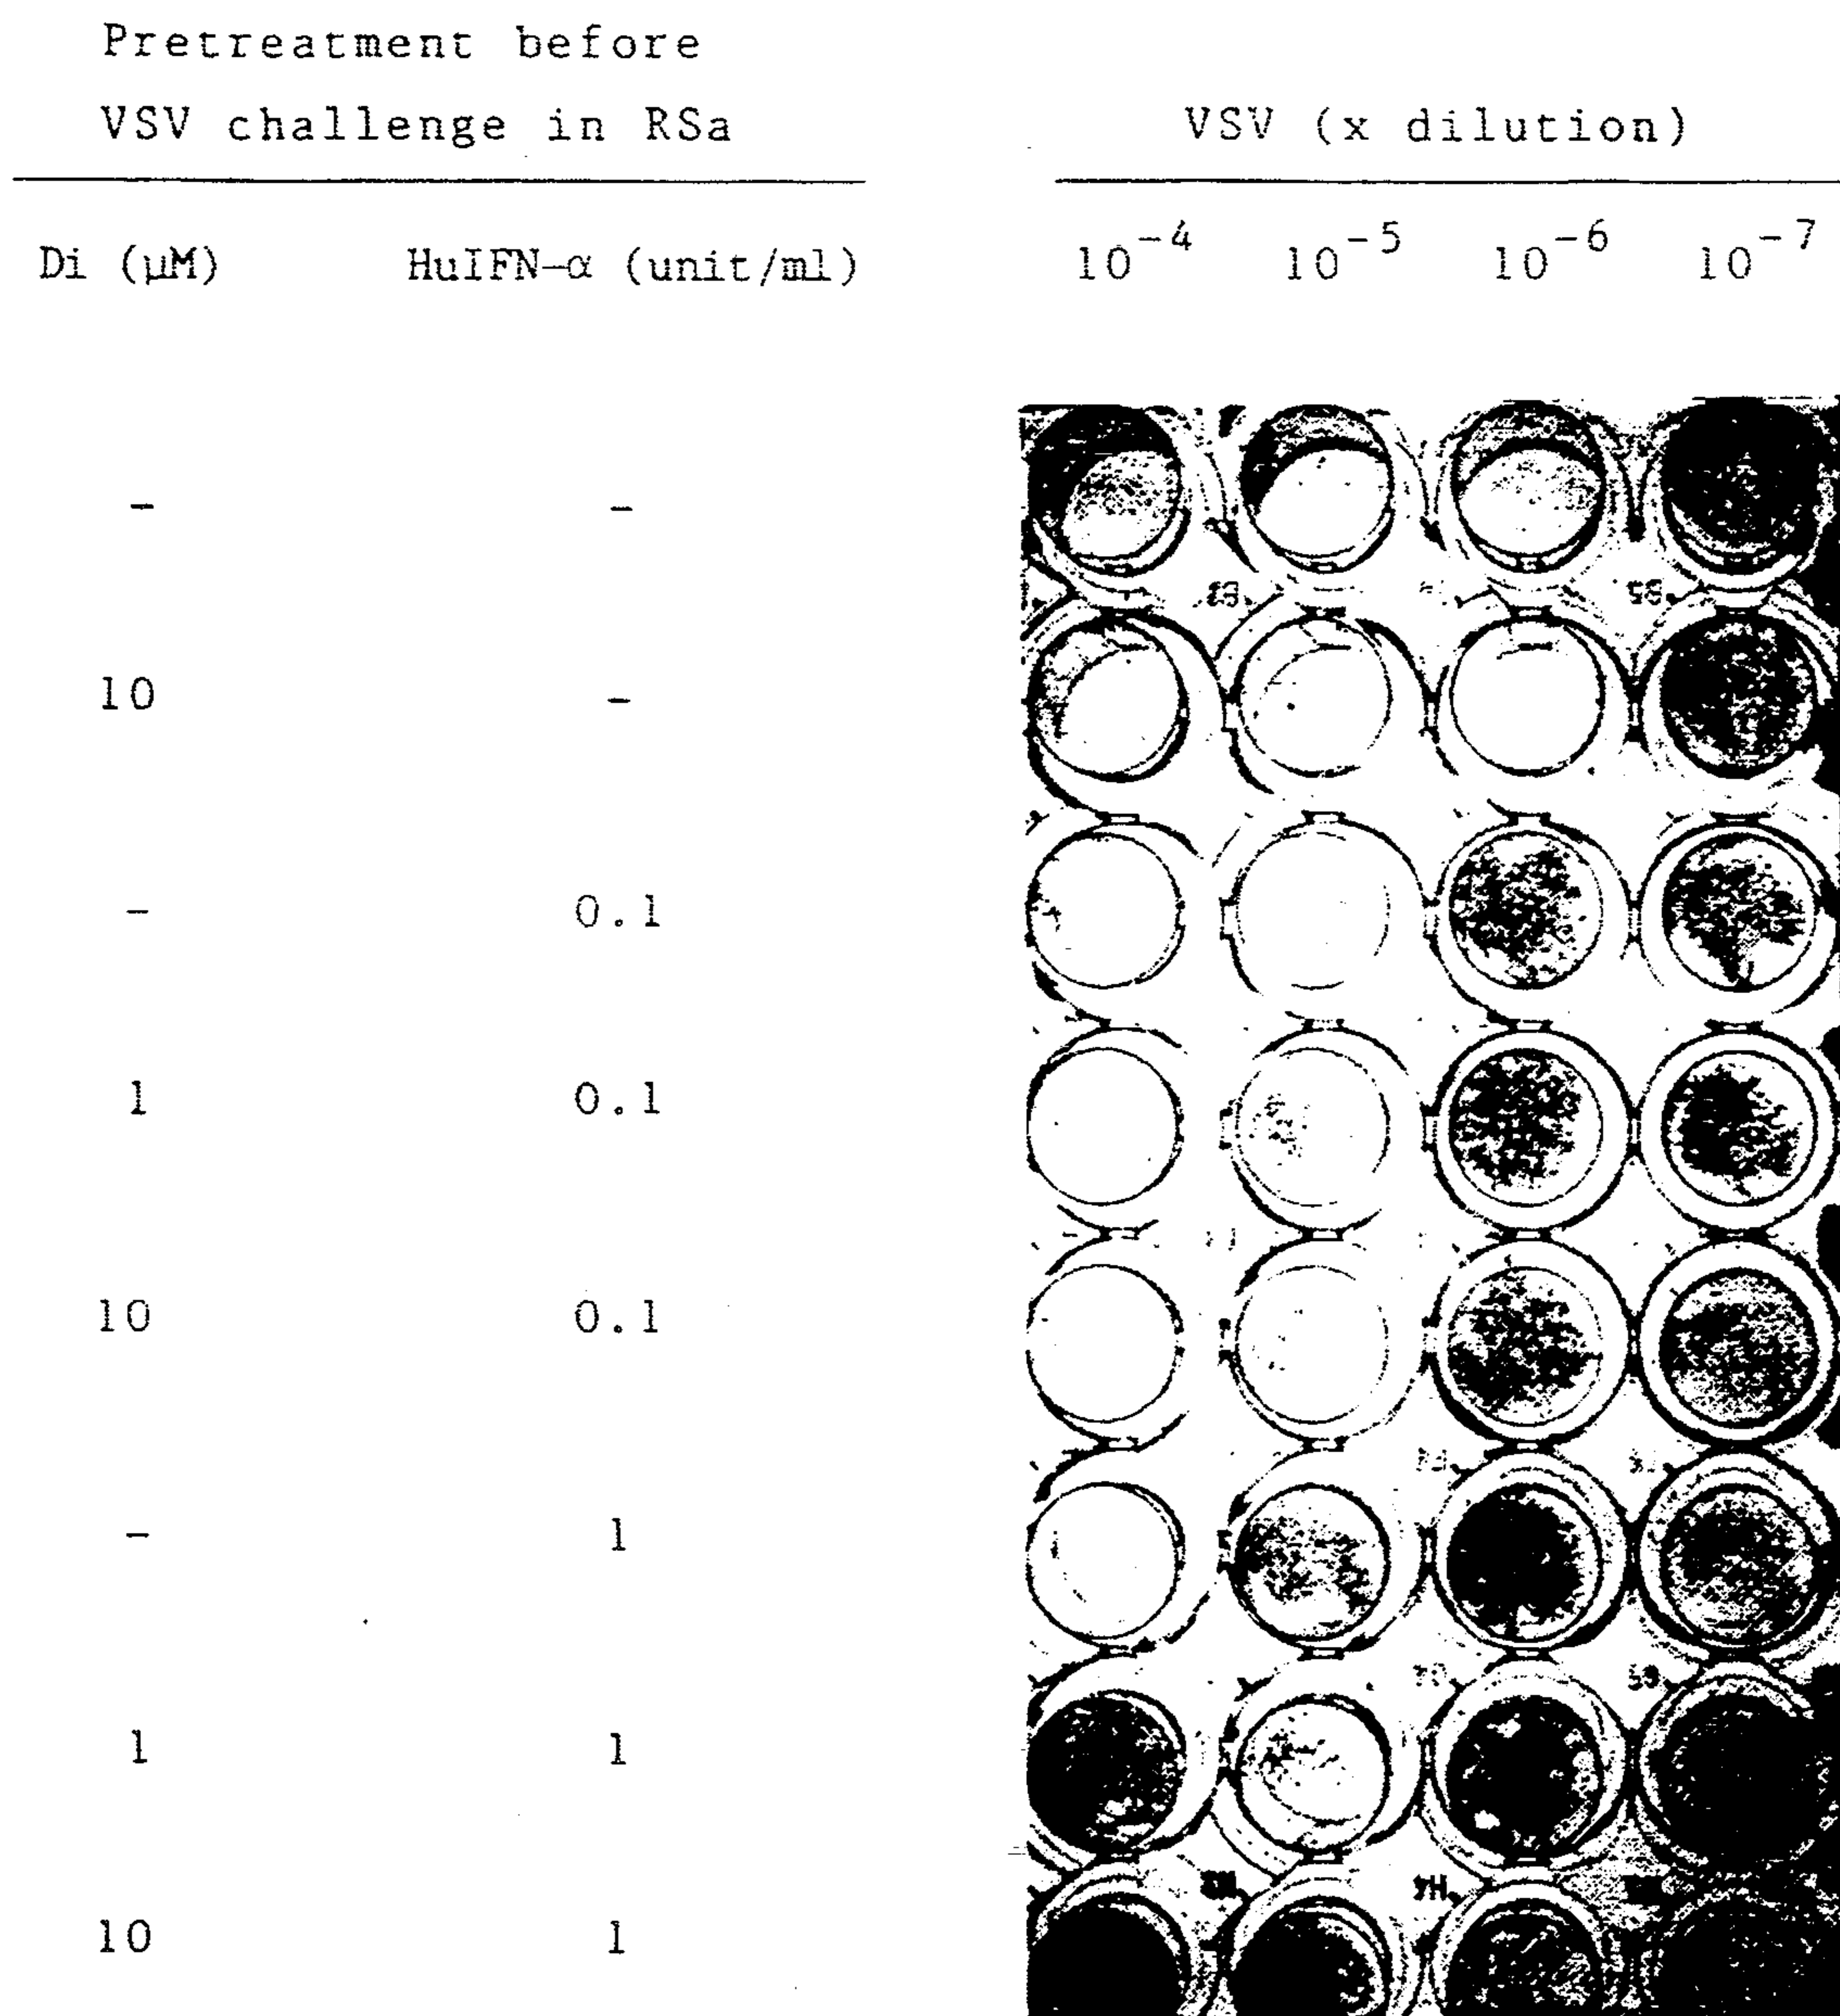 Pretreatment before
VSV challenge in RSa
VSV (x dilution)
Di (µM) HuIFN-α (unit/ml) 10⁻⁴ 10⁻⁵ 10⁻⁶ 10⁻⁷
- -
10 -
- 0.1
1 0.1
10 0.1
- 1
1 1
H4
10 1